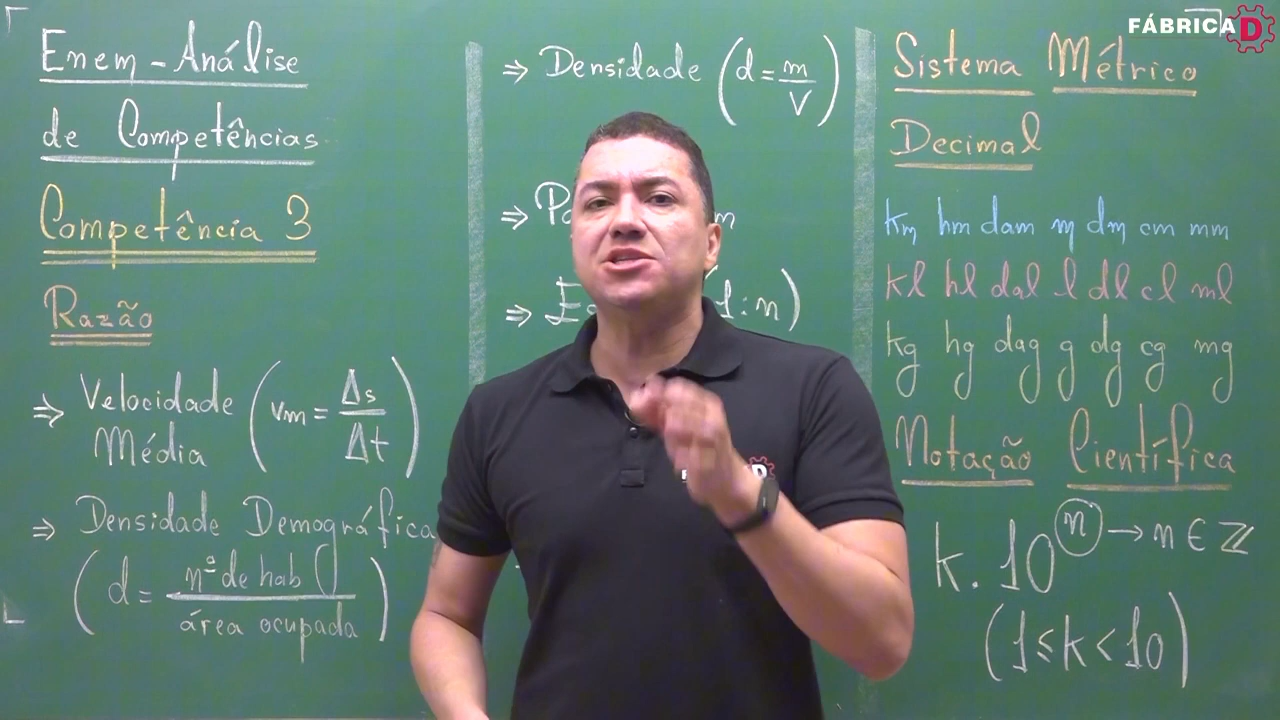 Enem - Análise
de Competências
Competência 3
Razão
⇒ Velocidade
Média
(vm = Δs/Δt)
⇒ Densidade Demográfica
(d = nº de hab / área ocupada)
⇒ Densidade (d = m/V)
⇒
⇒ (1:n)
FÁBRICA D
Sistema Métrico
Decimal
km hm dam m dm cm mm
kl hl dal l dl cl ml
kg hg dag g dg cg mg
Notação Científica
k . 10ⁿ → n ∈ ℤ
(1 ≤ k < 10)